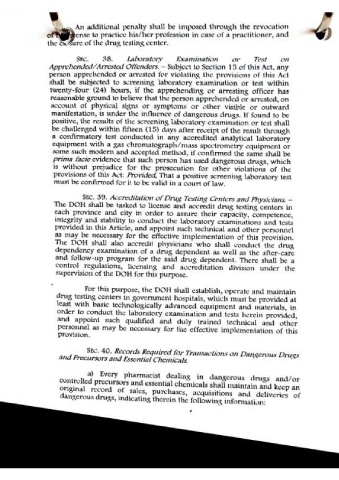 An additional penalty shall be imposed through the revocation
of ense to practice his/her profession in case of a practitioner, and
the closure of the drug testing center.
SEC. 38. Laboratory Examination or Test on
Apprehended/Arrested Offenders. – Subject to Section 15 of this Act, any
person apprehended or arrested for violating the provisions of this Act
shall be subjected to screening laboratory examination or test within
twenty-four (24) hours, if the apprehending or arresting officer has
reasonable ground to believe that the person apprehended or arrested, on
account of physical signs or symptoms or other visible or outward
manifestation, is under the influence of dangerous drugs. If found to be
positive, the results of the screening laboratory examination or test shall
be challenged within fifteen (15) days after receipt of the result through
a confirmatory test conducted in any accredited analytical laboratory
equipment with a gas chromatograph/mass spectrometry equipment or
some such modern and accepted method, if confirmed the same shall be
prima facie evidence that such person has used dangerous drugs, which
is without prejudice for the prosecution for other violations of the
provisions of this Act: Provided, That a positive screening laboratory test
must be confirmed for it to be valid in a court of law.
SEC. 39. Accreditation of Drug Testing Centers and Physicians. –
The DOH shall be tasked to license and accredit drug testing centers in
each province and city in order to assure their capacity, competence,
integrity and stability to conduct the laboratory examinations and tests
provided in this Article, and appoint such technical and other personnel
as may be necessary for the effective implementation of this provision.
The DOH shall also accredit physicians who shall conduct the drug
dependency examination of a drug dependent as well as the after-care
and follow-up program for the said drug dependent. There shall be a
control regulations, licensing and accreditation division under the
supervision of the DOH for this purpose.
For this purpose, the DOH shall establish, operate and maintain
drug testing centers in government hospitals, which must be provided at
least with basic technologically advanced equipment and materials, in
order to conduct the laboratory examination and tests herein provided,
and appoint such qualified and duly trained technical and other
personnel as may be necessary for the effective implementation of this
provision.
SEC. 40. Records Required for Transactions on Dangerous Drugs
and Precursors and Essential Chemicals.
a) Every pharmacist dealing in dangerous drugs and/or
controlled precursors and essential chemicals shall maintain and keep an
original record of sales, purchases, acquisitions and deliveries of
dangerous drugs, indicating therein the following information: